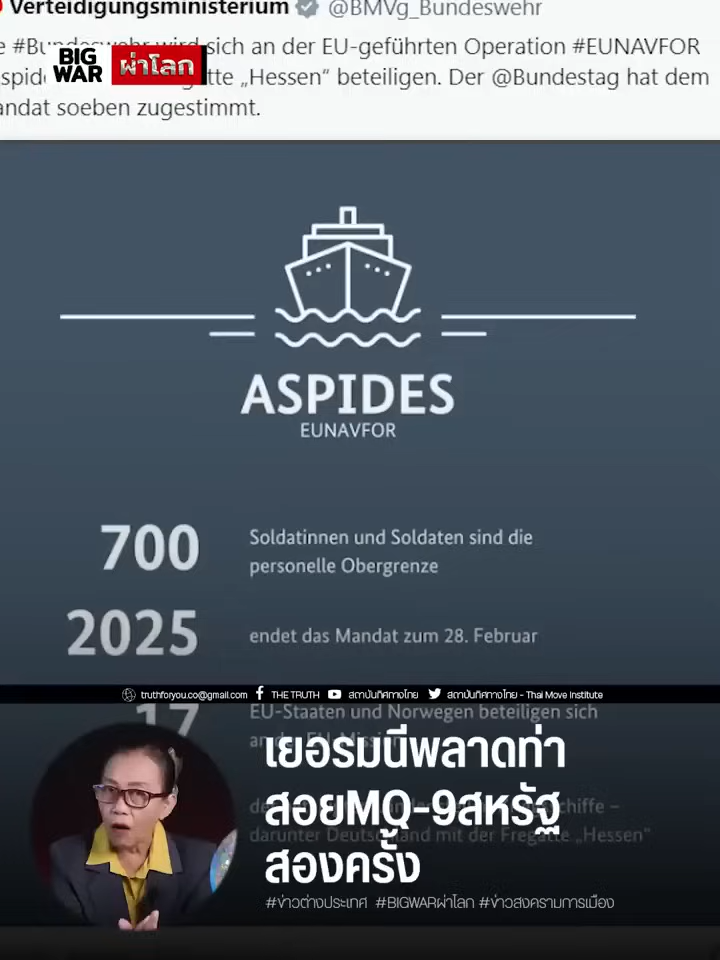 Verteidigungsministerium @BMVg_Bundeswehr
sich an der EU-geführten Operation #EUNAVFOR
BIG WAR ผ่าโลก
„Hessen“ beteiligen. Der @Bundestag hat dem
soeben zugestimmt.
ASPIDES
EUNAVFOR
700 Soldatinnen und Soldaten sind die
personelle Obergrenze
2025 endet das Mandat zum 28. Februar
truthforyou.co@gmail.com THE TRUTH สถาบันทิศทางไทย สถาบันทิศทางไทย - Thai Move Institute
17 EU-Staaten und Norwegen beteiligen sich
เยอรมนีพลาดท่า
สอยMQ-9สหรัฐ
darunter Deutschland mit der Fregatte „Hessen“
สองครั้ง
#ข่าวต่างประเทศ #BIGWARผ่าโลก #ข่าวสงครามการเมือง